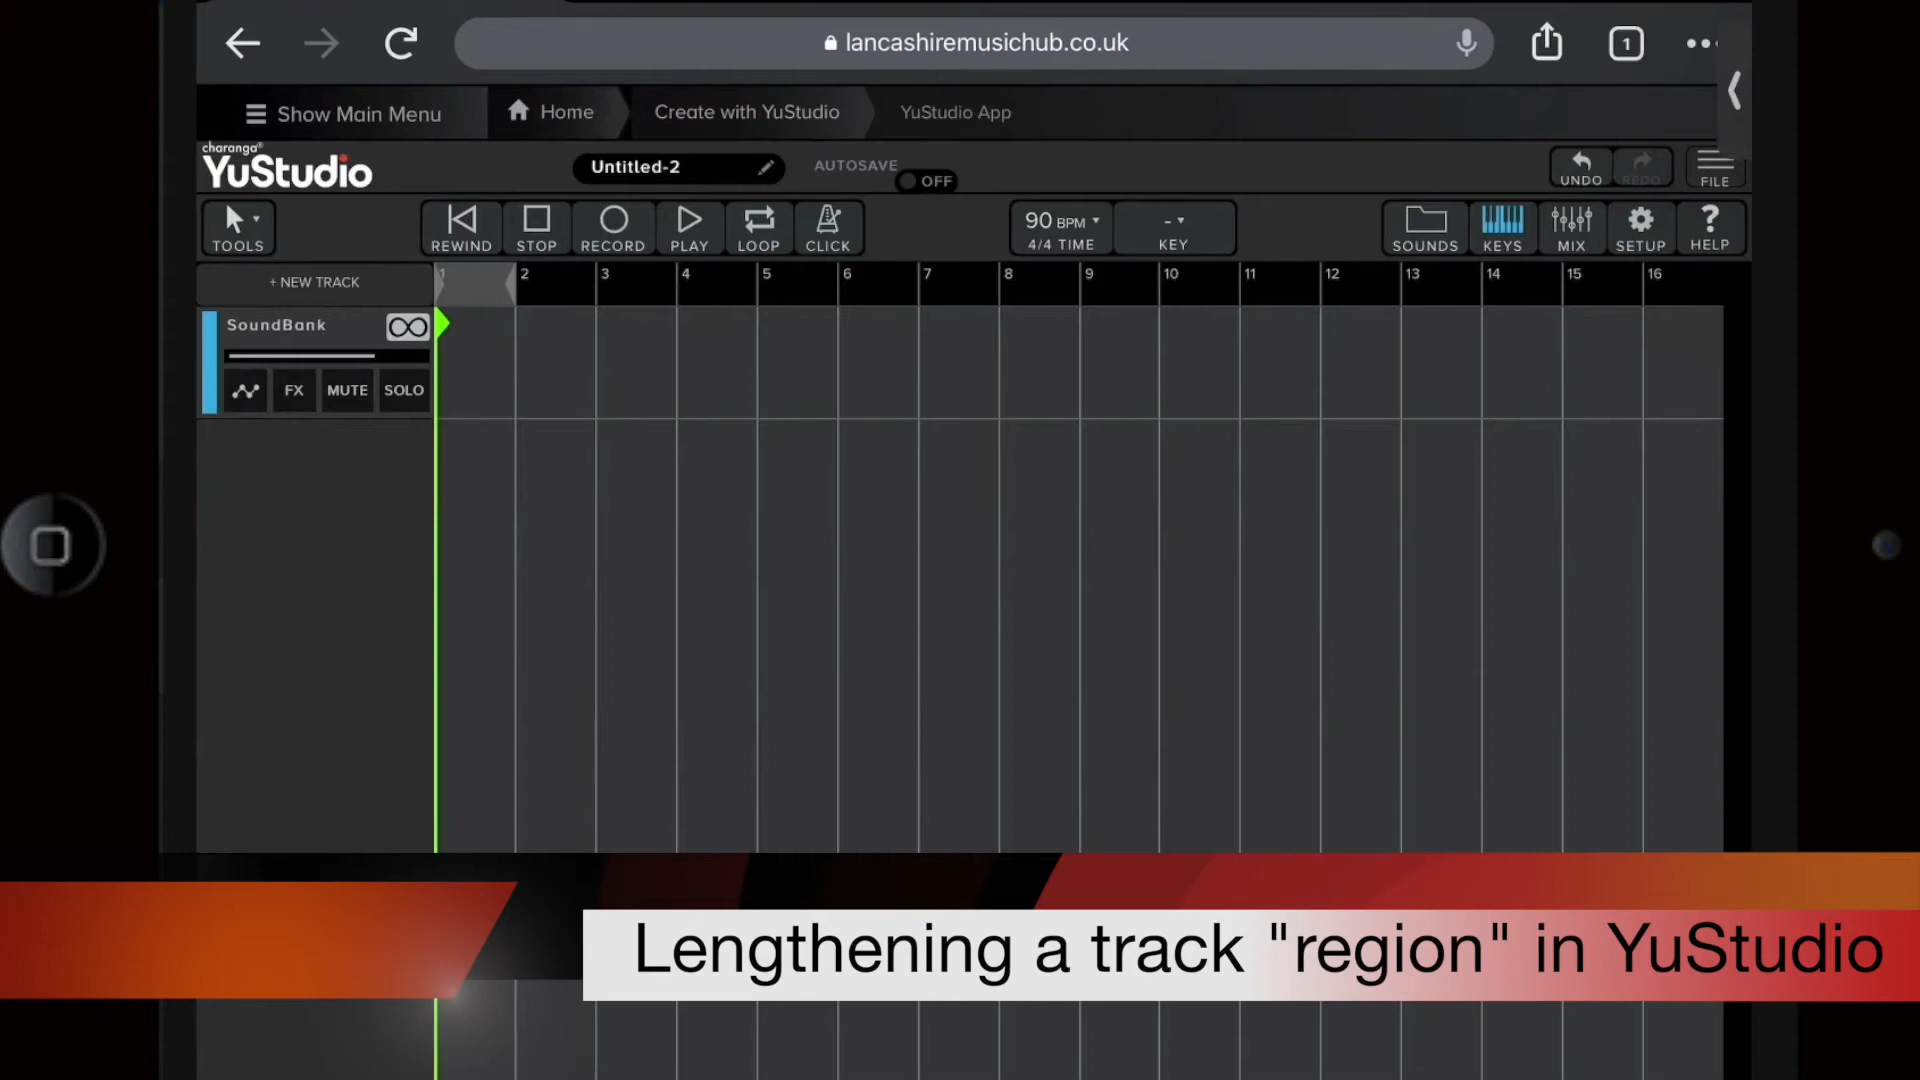 lancashiremusichub.co.uk
1
Show Main Menu
Home
Create with YuStudio
YuStudio App
charanga®
YuStudio
Untitled-2
AUTOSAVE
OFF
UNDO
REDO
FILE
TOOLS
REWIND
STOP
RECORD
PLAY
LOOP
CLICK
90 BPM
4/4 TIME
-
KEY
SOUNDS
KEYS
MIX
SETUP
?
HELP
+ NEW TRACK
1 2 3 4 5 6 7 8 9 10 11 12 13 14 15 16
SoundBank
FX
MUTE
SOLO
Lengthening a track "region" in YuStudio